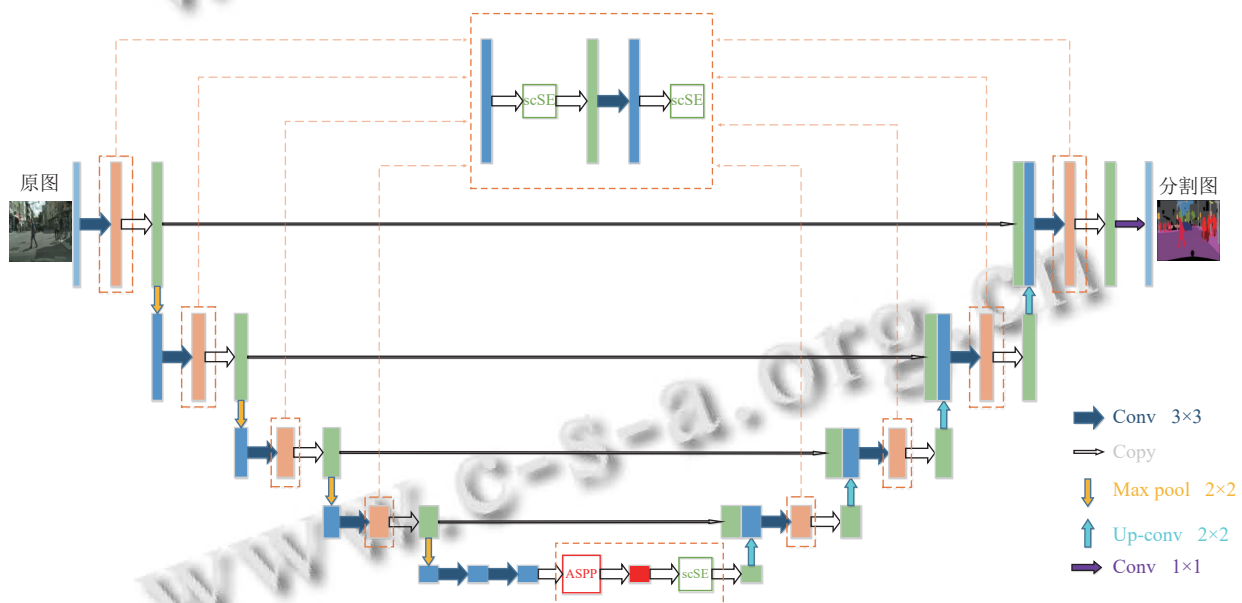 scSE
scSE
原图
分割图
Conv 3×3
Copy
Max pool 2×2
Up-conv 2×2
Conv 1×1
ASPP
scSE
www.c-s-a.org.cn